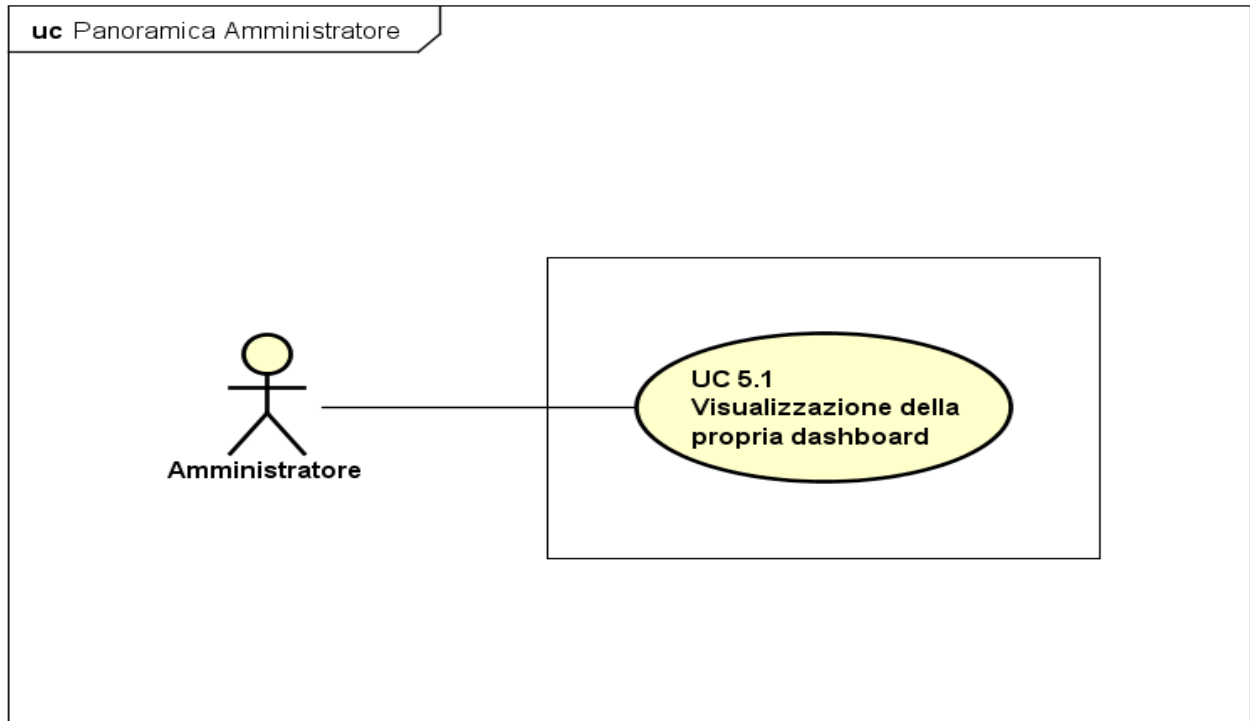 uc Panoramica Amministratore
UC 5.1
Visualizzazione della
propria dashboard
Amministratore